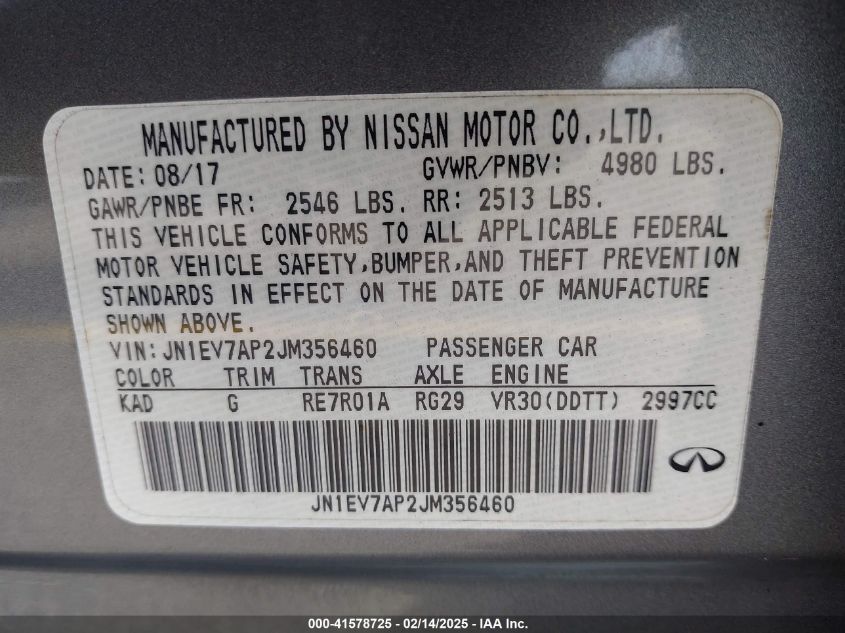 MANUFACTURED BY NISSAN MOTOR CO.,LTD.
DATE: 08/17 GVWR/PNBV: 4980 LBS.
GAWR/PNBE FR: 2546 LBS. RR: 2513 LBS.
THIS VEHICLE CONFORMS TO ALL APPLICABLE FEDERAL
MOTOR VEHICLE SAFETY,BUMPER,AND THEFT PREVENTION
STANDARDS IN EFFECT ON THE DATE OF MANUFACTURE
SHOWN ABOVE.
VIN:JN1EV7AP2JM356460 PASSENGER CAR
COLOR TRIM TRANS AXLE ENGINE
KAD G RE7R01A RG29 VR30(DDTT) 2997CC
JN1EV7AP2JM356460
000-41578725 - 02/14/2025 - IAA Inc.